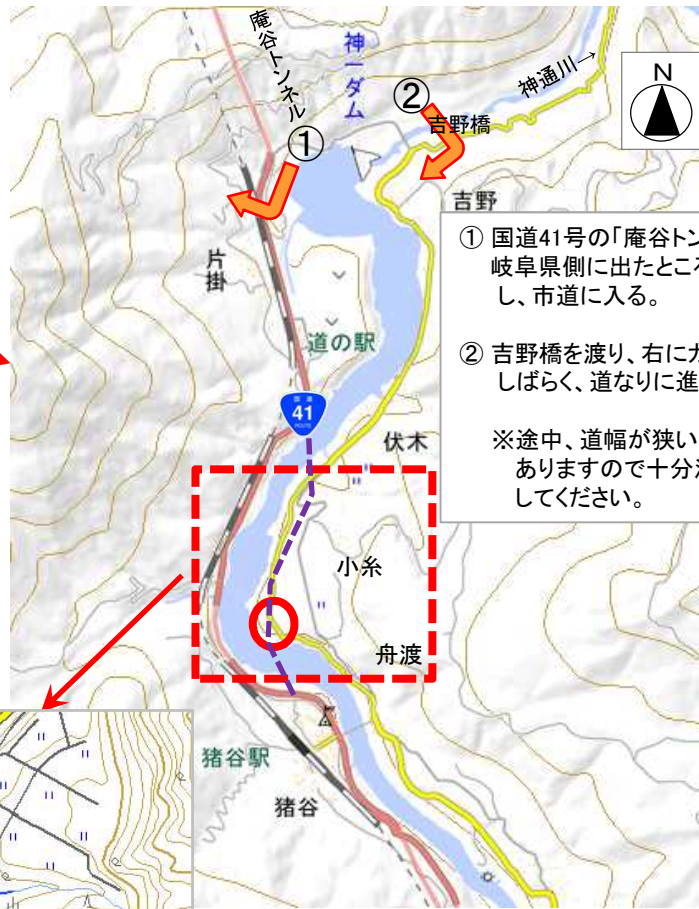 庵谷トンネル
神一ダム
神通川→
N
①
②
吉野橋
吉野
片掛
道の駅
国道
41
ROUTE
伏木
小糸
舟渡
猪谷駅
猪谷
① 国道41号の「庵谷トン
岐阜県側に出たところ
し、市道に入る。
② 吉野橋を渡り、右に
しばらく、道なりに進
※途中、道幅が狭い
ありますので十分
してください。